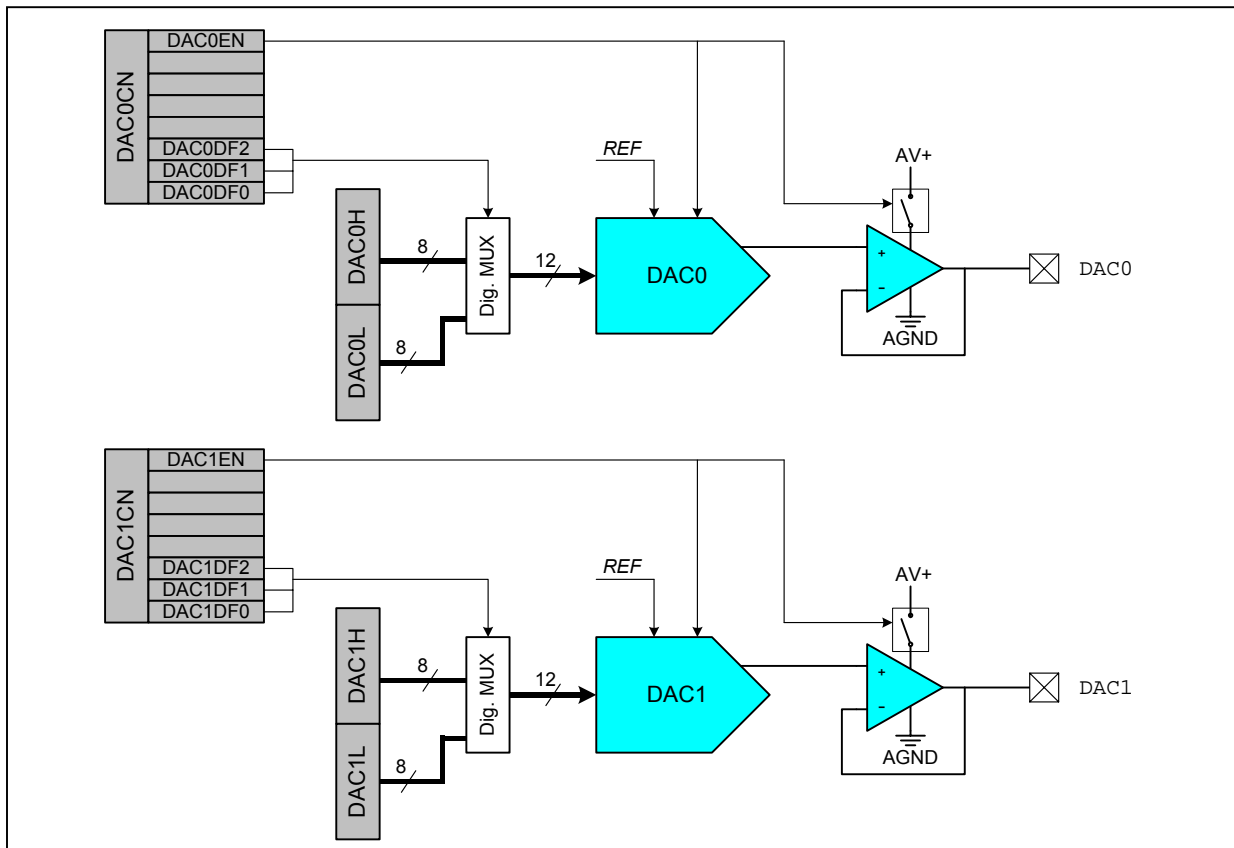 DAC0EN
DAC0CN
DAC0DF2
DAC0DF1
DAC0DF0
REF
AV+
DAC0H
8
Dig. MUX
12
DAC0
+
-
DAC0
DAC0L
8
AGND
DAC1EN
DAC1CN
DAC1DF2
DAC1DF1
DAC1DF0
REF
AV+
DAC1H
8
Dig. MUX
12
DAC1
+
-
DAC1
DAC1L
8
AGND